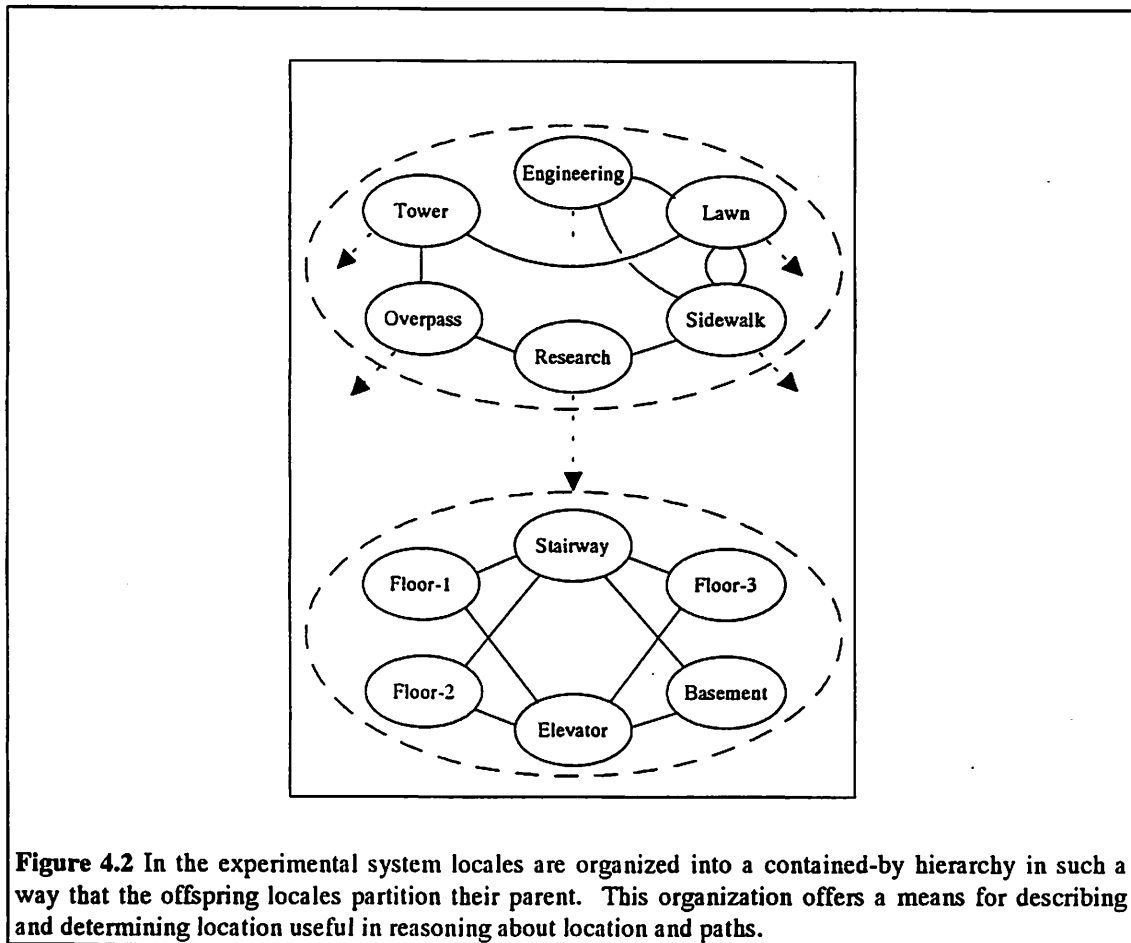 Engineering
Tower
Lawn
Overpass
Sidewalk
Research
Stairway
Floor-1
Floor-3
Floor-2
Basement
Elevator
Figure 4.2 In the experimental system locales are organized into a contained-by hierarchy in such a
way that the offspring locales partition their parent. This organization offers a means for describing
and determining location useful in reasoning about location and paths.